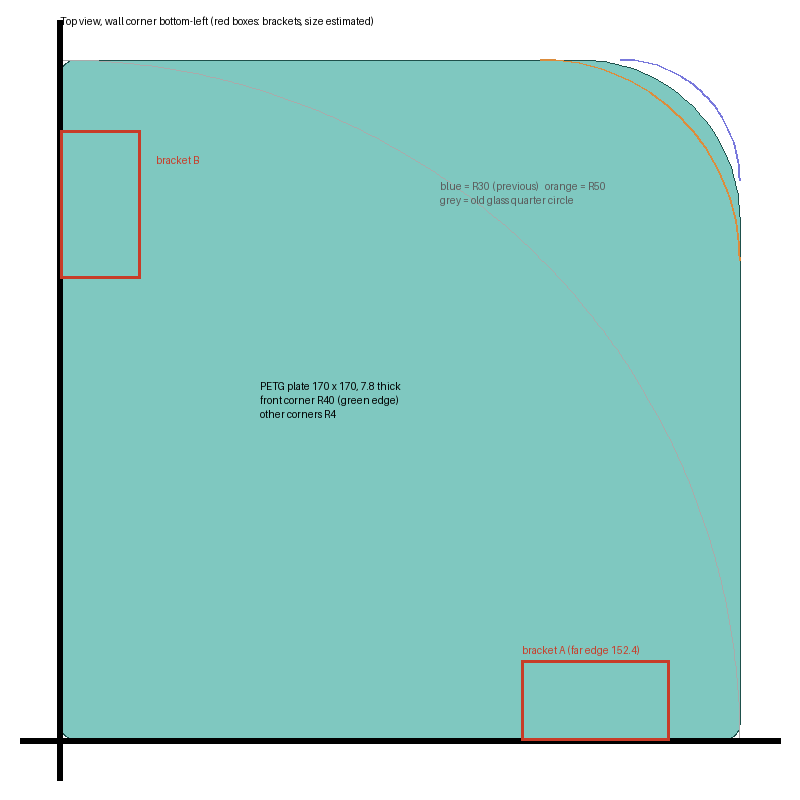 Top view, wall corner bottom-left (red boxes: brackets, size estimated)
bracket B
blue = R30 (previous)  orange = R50
grey = old glass quarter circle
PETG plate 170 x 170, 7.8 thick
front corner R40 (green edge)
other corners R4
bracket A (far edge 152.4)